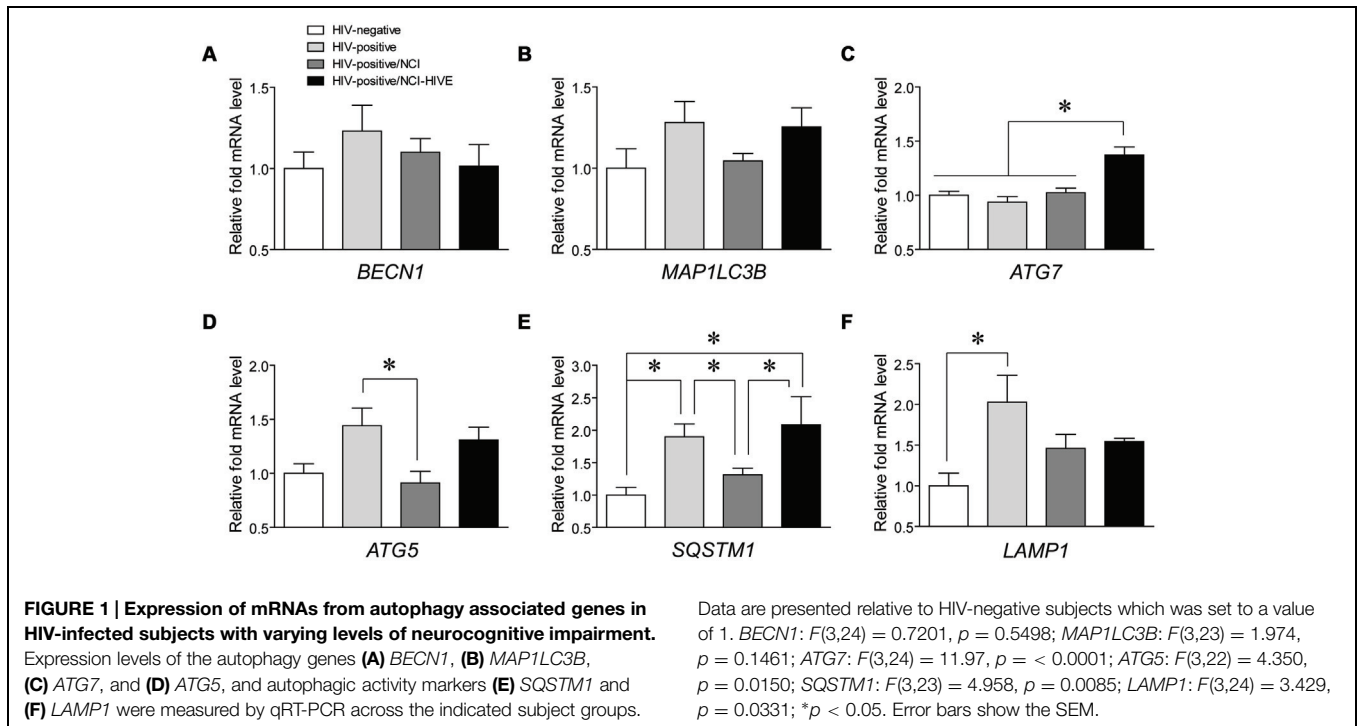 HIV-negative
HIV-positive
HIV-positive/NCI
HIV-positive/NCI-HIVE
A
Relative fold mRNA level
1.5
1.0
0.5
BECN1
B
Relative fold mRNA level
1.5
1.0
0.5
MAP1LC3B
C
Relative fold mRNA level
2.0
1.5
1.0
0.5
*
ATG7
D
Relative fold mRNA level
2.0
1.5
1.0
0.5
*
ATG5
E
Relative fold mRNA level
3.0
2.5
2.0
1.5
1.0
0.5
*
* * *
SQSTM1
F
Relative fold mRNA level
2.5
2.0
1.5
1.0
0.5
*
LAMP1
FIGURE 1 | Expression of mRNAs from autophagy associated genes in
HIV-infected subjects with varying levels of neurocognitive impairment.
Expression levels of the autophagy genes (A) BECN1, (B) MAP1LC3B,
(C) ATG7, and (D) ATG5, and autophagic activity markers (E) SQSTM1 and
(F) LAMP1 were measured by qRT-PCR across the indicated subject groups.
Data are presented relative to HIV-negative subjects which was set to a value
of 1. BECN1: F(3,24) = 0.7201, p = 0.5498; MAP1LC3B: F(3,23) = 1.974,
p = 0.1461; ATG7: F(3,24) = 11.97, p = < 0.0001; ATG5: F(3,22) = 4.350,
p = 0.0150; SQSTM1: F(3,23) = 4.958, p = 0.0085; LAMP1: F(3,24) = 3.429,
p = 0.0331; *p < 0.05. Error bars show the SEM.